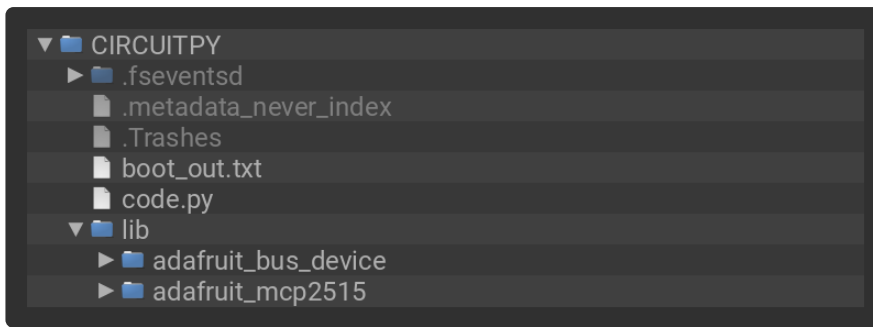 CIRCUITPY
.fseventsd
.metadata_never_index
.Trashes
boot_out.txt
code.py
lib
adafruit_bus_device
adafruit_mcp2515